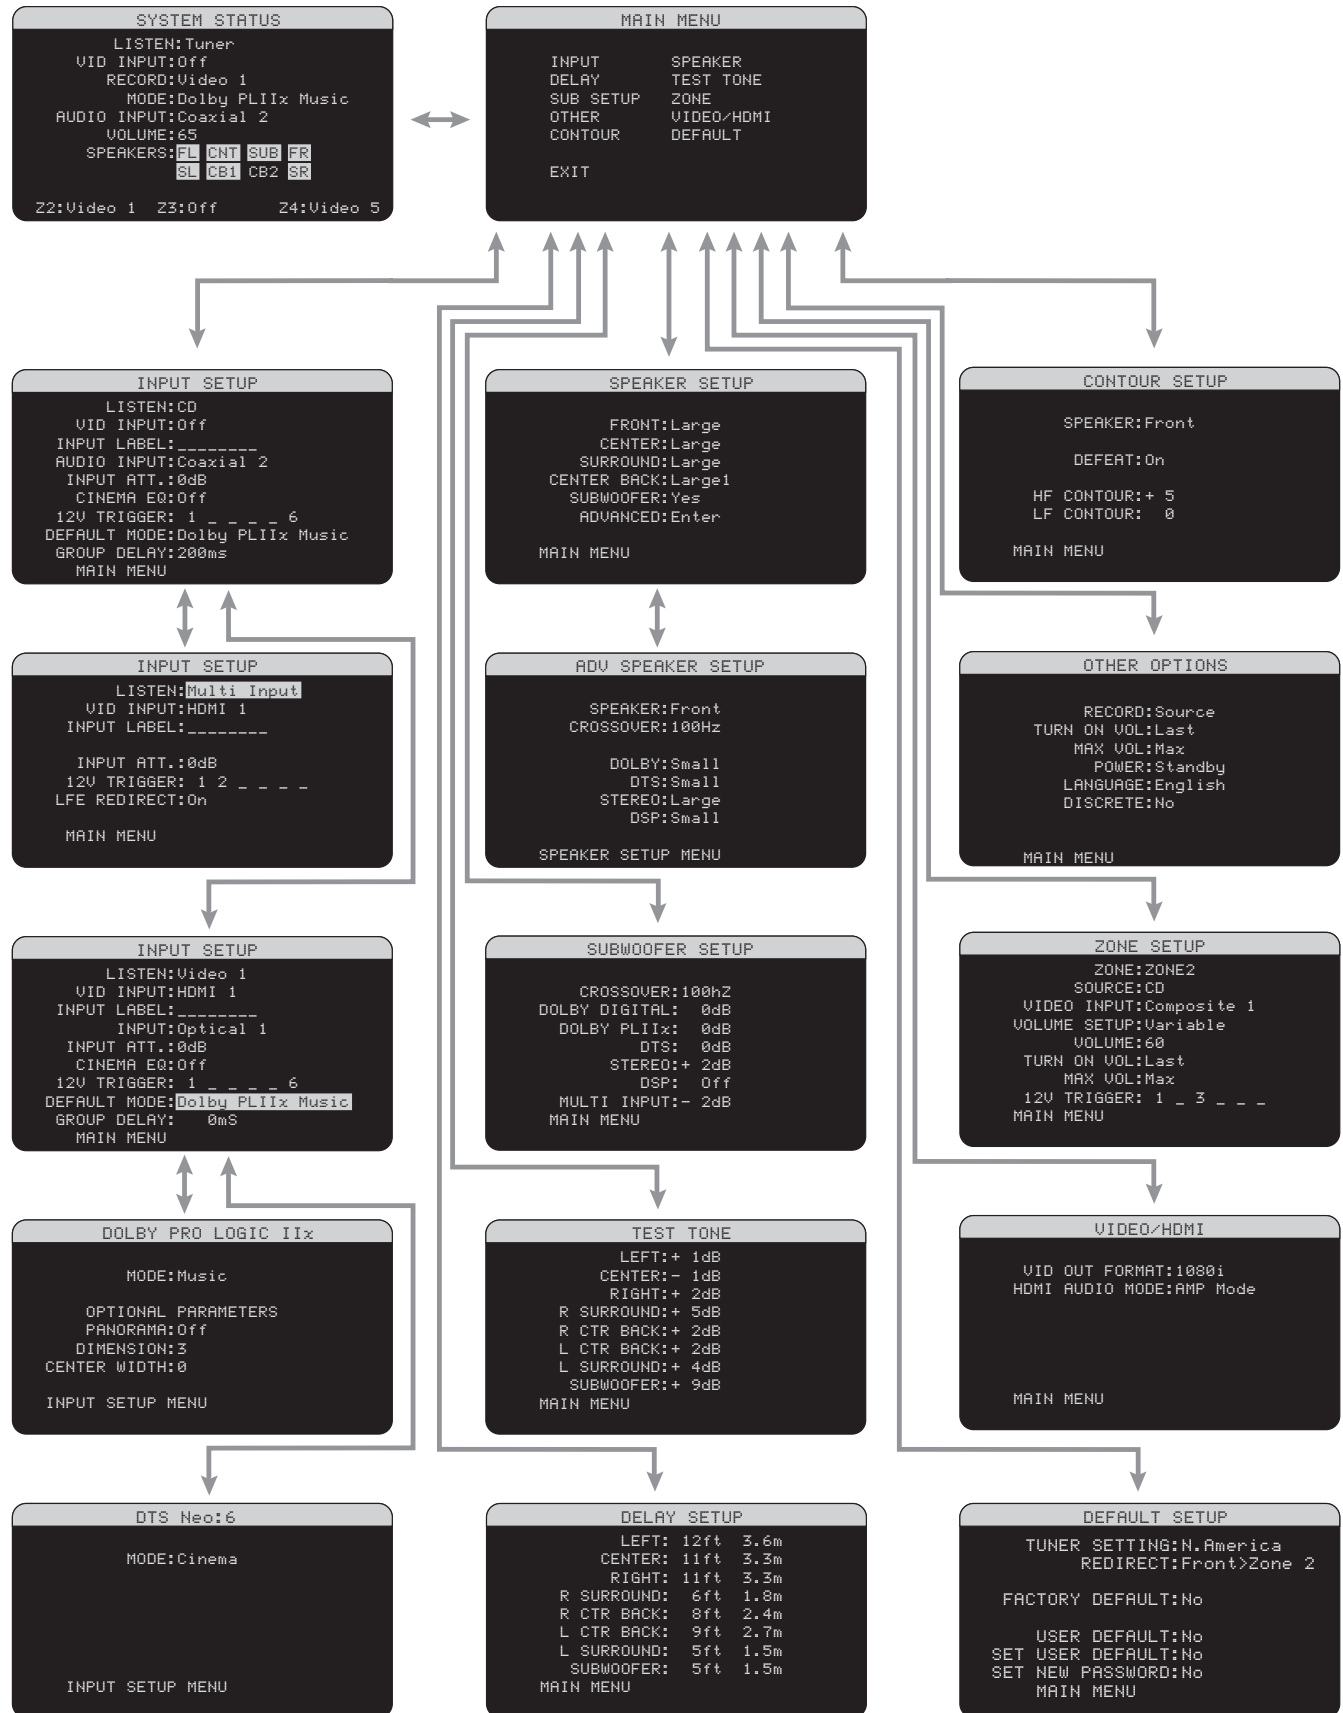 SYSTEM STATUS
LISTEN:Tuner
VID INPUT:Off
RECORD:Video 1
MODE:Dolby PLIIx Music
AUDIO INPUT:Coaxial 2
VOLUME:65
SPEAKERS:FL CNT SUB FR
SL CB1 CB2 SR
Z2:Video 1 Z3:Off Z4:Video 5
MAIN MENU
INPUT SPEAKER
DELAY TEST TONE
SUB SETUP ZONE
OTHER VIDEO/HDMI
CONTOUR DEFAULT
EXIT
INPUT SETUP
LISTEN:CD
VID INPUT:Off
INPUT LABEL:________
AUDIO INPUT:Coaxial 2
INPUT ATT.:0dB
CINEMA EQ:Off
12V TRIGGER: 1 _ _ _ _ 6
DEFAULT MODE:Dolby PLIIx Music
GROUP DELAY:200ms
MAIN MENU
SPEAKER SETUP
FRONT:Large
CENTER:Large
SURROUND:Large
CENTER BACK:Large1
SUBWOOFER:Yes
ADVANCED:Enter
MAIN MENU
CONTOUR SETUP
SPEAKER:Front
DEFEAT:On
HF CONTOUR:+ 5
LF CONTOUR: 0
MAIN MENU
INPUT SETUP
LISTEN:Multi Input
VID INPUT:HDMI 1
INPUT LABEL:________
INPUT ATT.:0dB
12V TRIGGER: 1 2 _ _ _ _
LFE REDIRECT:On
MAIN MENU
ADV SPEAKER SETUP
SPEAKER:Front
CROSSOVER:100Hz
DOLBY:Small
DTS:Small
STEREO:Large
DSP:Small
SPEAKER SETUP MENU
OTHER OPTIONS
RECORD:Source
TURN ON VOL:Last
MAX VOL:Max
POWER:Standby
LANGUAGE:English
DISCRETE:No
MAIN MENU
INPUT SETUP
LISTEN:Video 1
VID INPUT:HDMI 1
INPUT LABEL:________
INPUT:Optical 1
INPUT ATT.:0dB
CINEMA EQ:Off
12V TRIGGER: 1 _ _ _ _ 6
DEFAULT MODE:Dolby PLIIx Music
GROUP DELAY: 0mS
MAIN MENU
SUBWOOFER SETUP
CROSSOVER:100hZ
DOLBY DIGITAL: 0dB
DOLBY PLIIx: 0dB
DTS: 0dB
STEREO:+ 2dB
DSP: Off
MULTI INPUT:- 2dB
MAIN MENU
ZONE SETUP
ZONE:ZONE2
SOURCE:CD
VIDEO INPUT:Composite 1
VOLUME SETUP:Variable
VOLUME:60
TURN ON VOL:Last
MAX VOL:Max
12V TRIGGER: 1 _ 3 _ _ _
MAIN MENU
DOLBY PRO LOGIC IIx
MODE:Music
OPTIONAL PARAMETERS
PANORAMA:Off
DIMENSION:3
CENTER WIDTH:0
INPUT SETUP MENU
TEST TONE
LEFT:+ 1dB
CENTER:- 1dB
RIGHT:+ 2dB
R SURROUND:+ 5dB
R CTR BACK:+ 2dB
L CTR BACK:+ 2dB
L SURROUND:+ 4dB
SUBWOOFER:+ 9dB
MAIN MENU
VIDEO/HDMI
VID OUT FORMAT:1080i
HDMI AUDIO MODE:AMP Mode
MAIN MENU
DTS Neo:6
MODE:Cinema
INPUT SETUP MENU
DELAY SETUP
LEFT: 12ft 3.6m
CENTER: 11ft 3.3m
RIGHT: 11ft 3.3m
R SURROUND: 6ft 1.8m
R CTR BACK: 8ft 2.4m
L CTR BACK: 9ft 2.7m
L SURROUND: 5ft 1.5m
SUBWOOFER: 5ft 1.5m
MAIN MENU
DEFAULT SETUP
TUNER SETTING:N.America
REDIRECT:Front>Zone 2
FACTORY DEFAULT:No
USER DEFAULT:No
SET USER DEFAULT:No
SET NEW PASSWORD:No
MAIN MENU